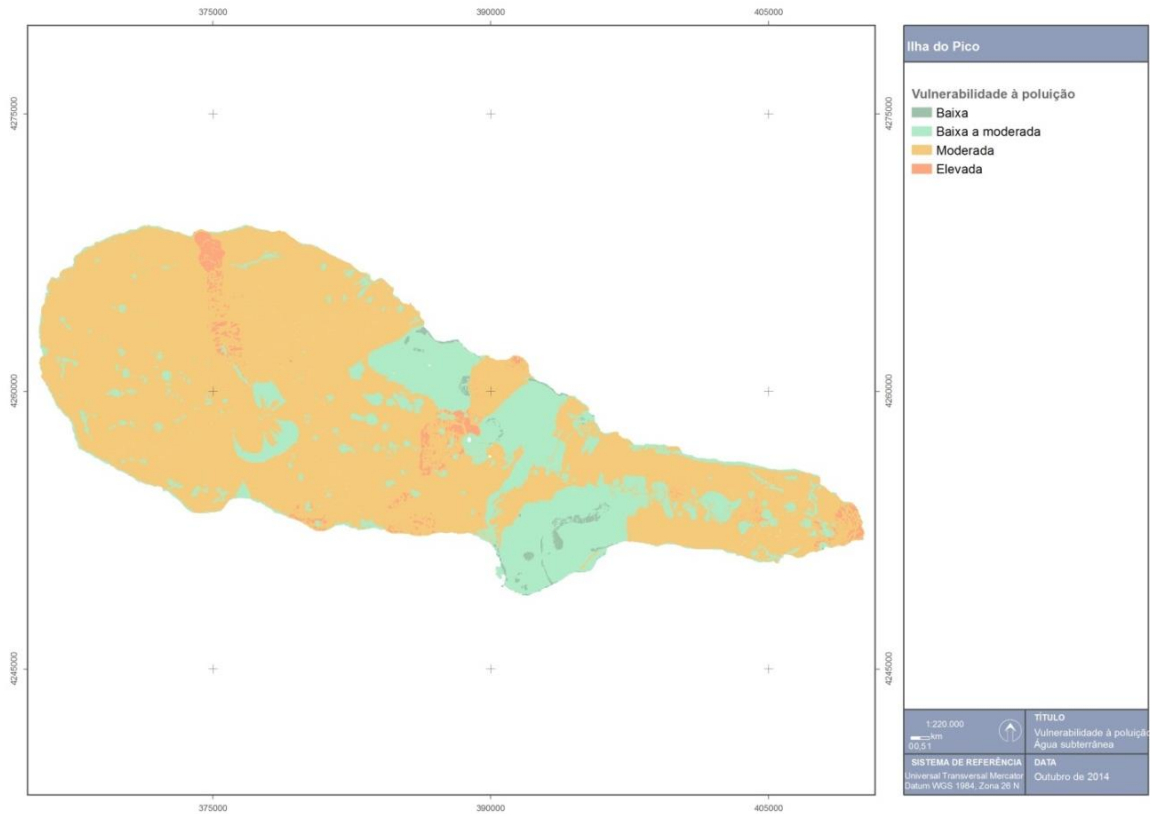 375000
390000
405000
4275000
4275000
4260000
4260000
4245000
4245000
375000
390000
405000
Ilha do Pico
Vulnerabilidade à poluição
Baixa
Baixa a moderada
Moderada
Elevada
1:220.000
km
00,51
TÍTULO
Vulnerabilidade à poluição
Água subterrânea
SISTEMA DE REFERÊNCIA
Universal Transversal Mercator
Datum WGS 1984, Zona 26 N
DATA
Outubro de 2014